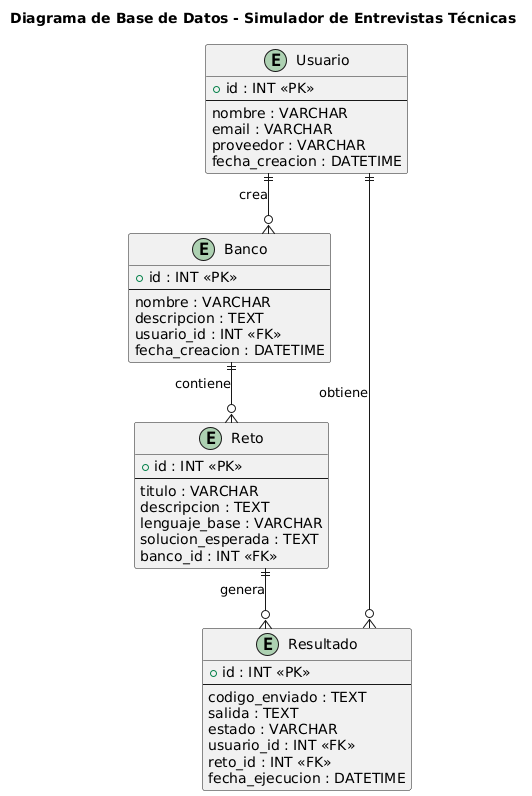 Diagrama de Base de Datos - Simulador de Entrevistas Técnicas
E Usuario
id : INT «PK»
nombre : VARCHAR
email : VARCHAR
proveedor : VARCHAR
fecha_creacion : DATETIME
crea
E Banco
id : INT «PK»
nombre : VARCHAR
descripcion : TEXT
usuario_id : INT «FK»
fecha_creacion : DATETIME
contiene
obtiene
E Reto
id : INT «PK»
titulo : VARCHAR
descripcion : TEXT
lenguaje_base : VARCHAR
solucion_esperada : TEXT
banco_id : INT «FK»
genera
E Resultado
id : INT «PK»
codigo_enviado : TEXT
salida : TEXT
estado : VARCHAR
usuario_id : INT «FK»
reto_id : INT «FK»
fecha_ejecucion : DATETIME